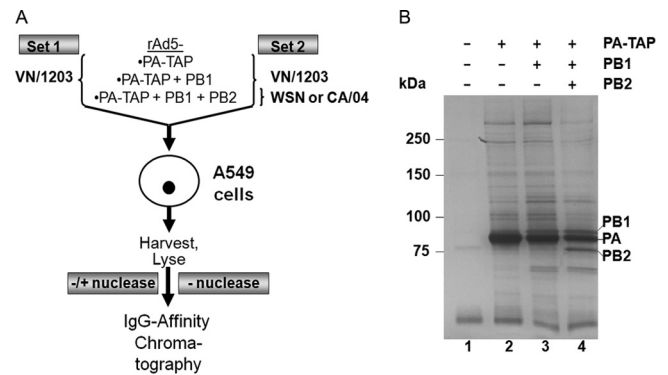 A
Set 1
rAd5-
Set 2
VN/1203
•PA-TAP
•PA-TAP + PB1
•PA-TAP + PB1 + PB2
VN/1203
WSN or CA/04
A549
cells
Harvest,
Lyse
-/+ nuclease
- nuclease
IgG-Affinity
Chroma-
tography
B
– + + + PA-TAP
– – + + PB1
kDa – – – + PB2
250
150
100
75
PB1
PA
PB2
1 2 3 4